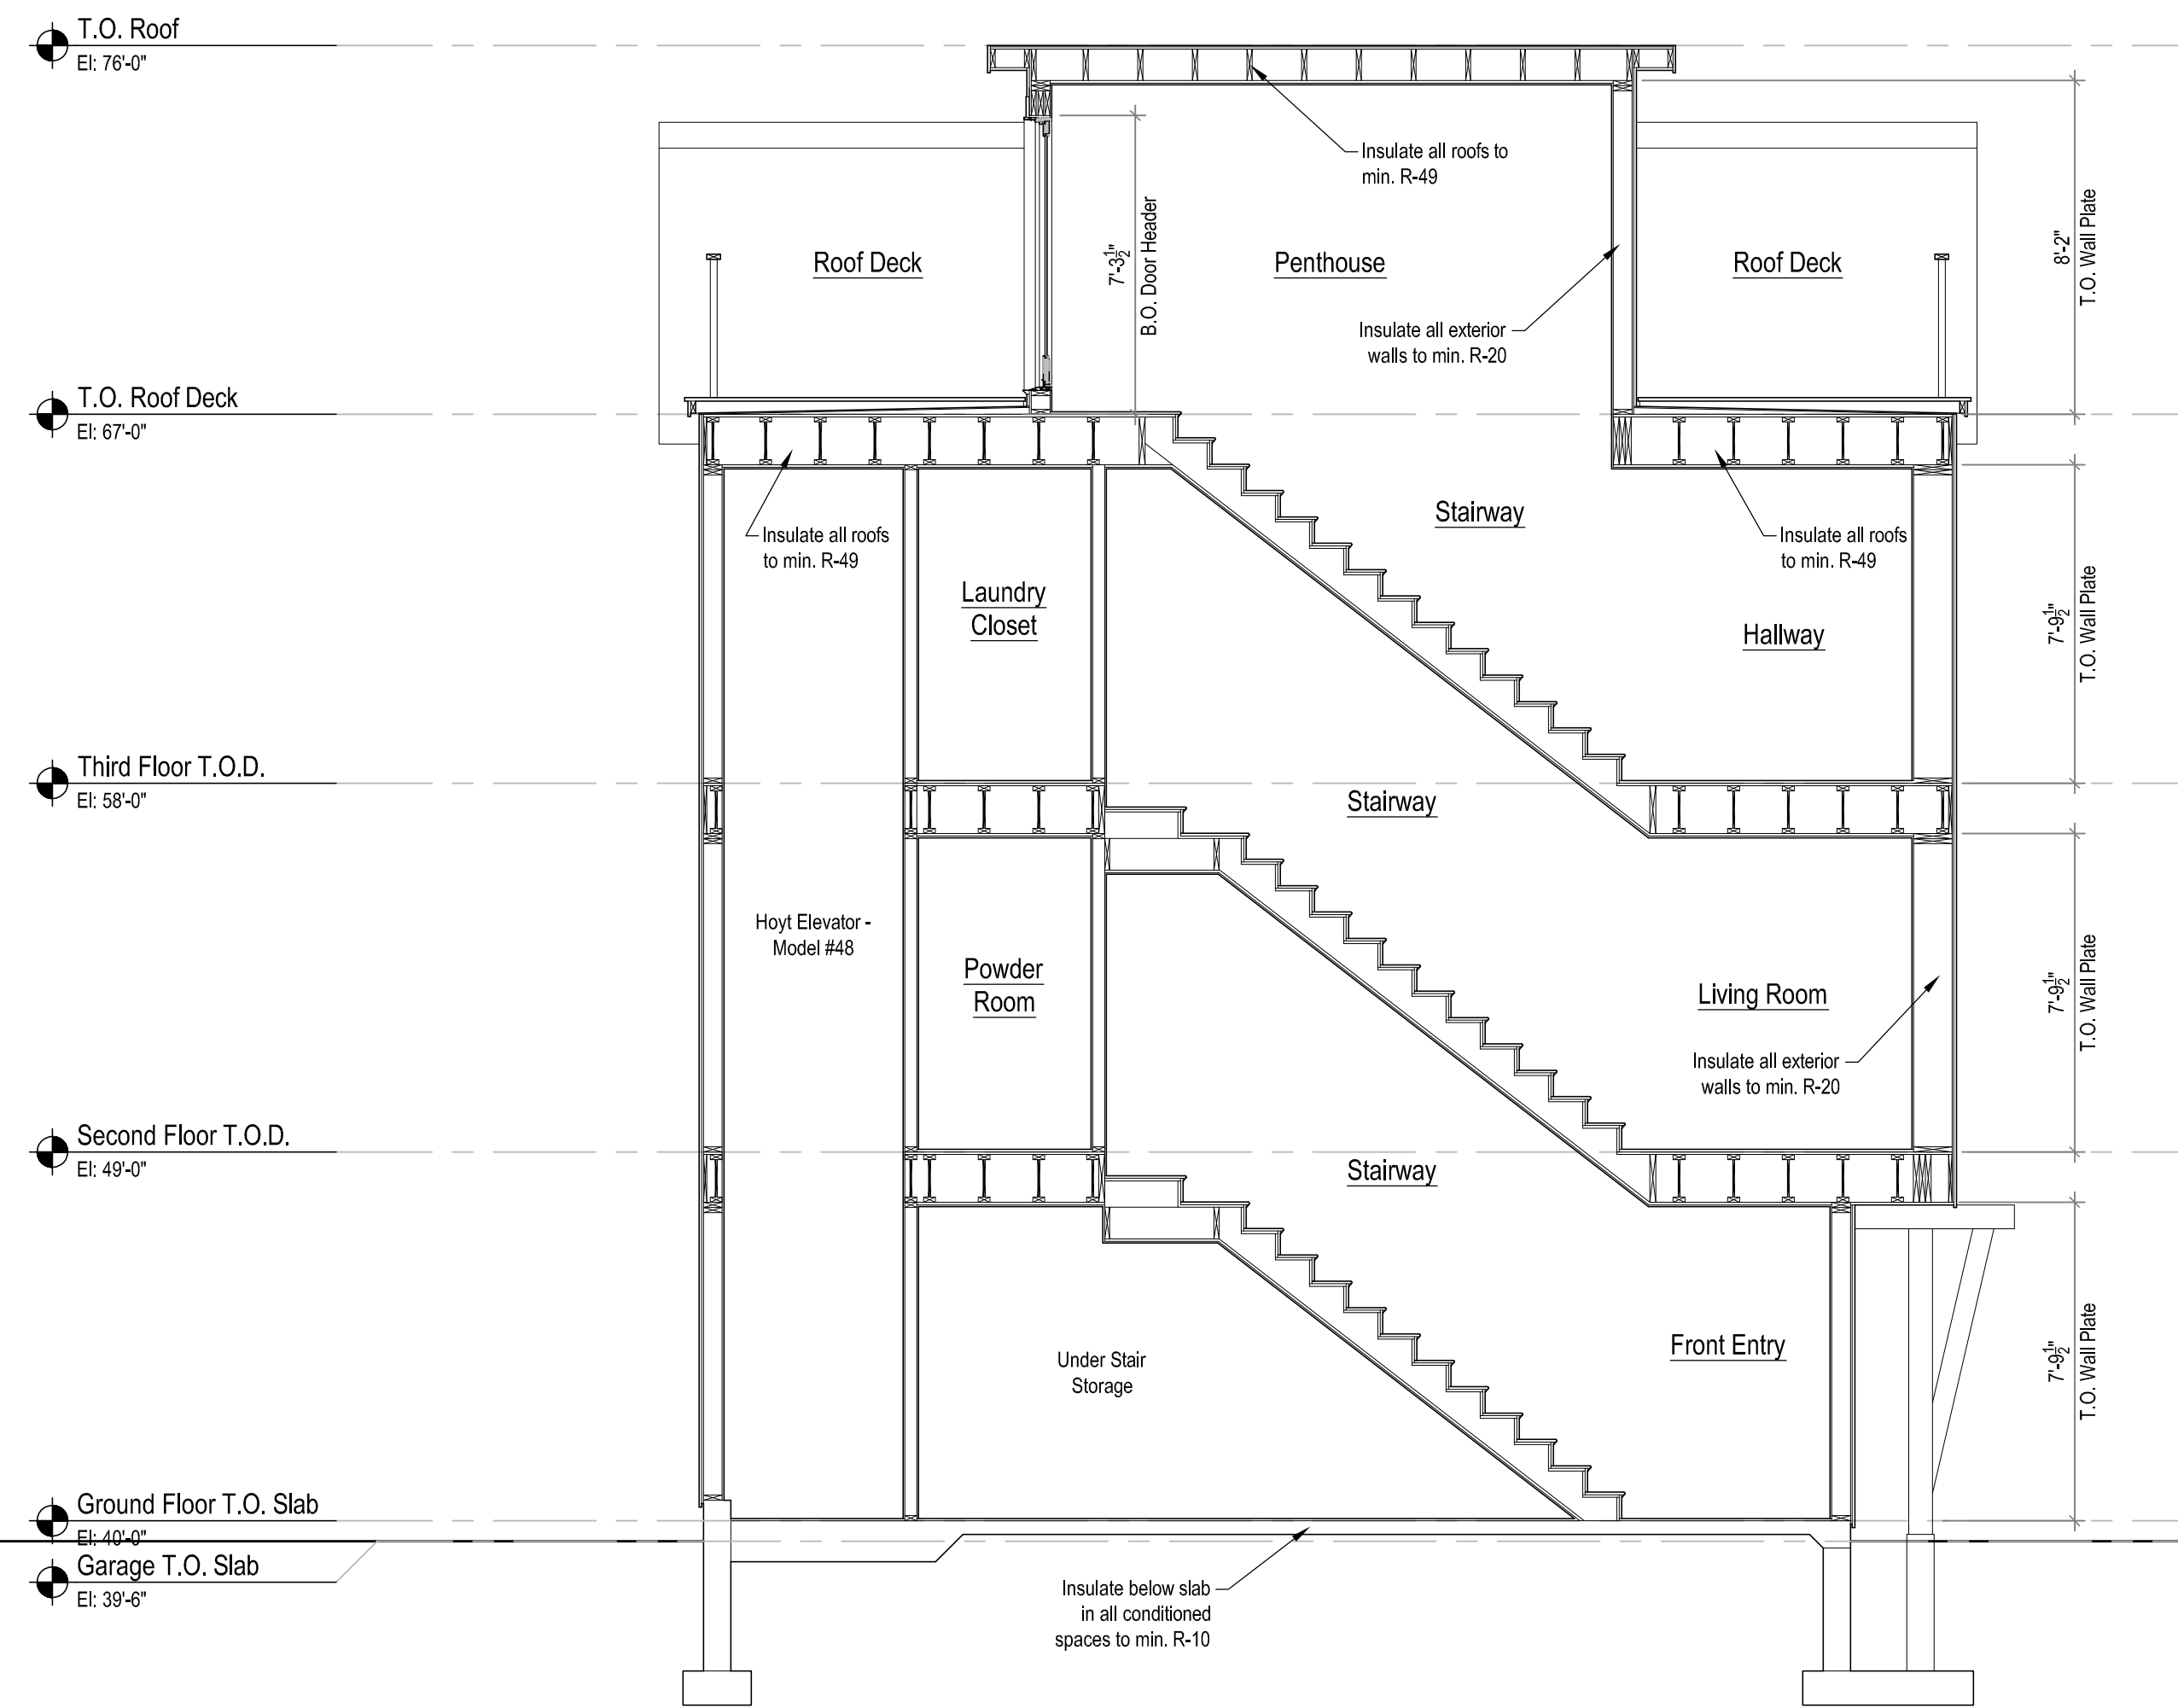 T.O. Roof
El: 76'-0"
Insulate all roofs to
min. R-49
7'-3½"
B.O. Door Header
8'-2"
T.O. Wall Plate
Roof Deck
Penthouse
Roof Deck
Insulate all exterior
walls to min. R-20
T.O. Roof Deck
El: 67'-0"
Stairway
Insulate all roofs
to min. R-49
Insulate all roofs
to min. R-49
Laundry
Closet
Hallway
7'-9½"
T.O. Wall Plate
Third Floor T.O.D.
El: 58'-0"
Stairway
Hoyt Elevator -
Model #48
Powder
Room
Living Room
7'-9½"
T.O. Wall Plate
Insulate all exterior
walls to min. R-20
Second Floor T.O.D.
El: 49'-0"
Stairway
Under Stair
Storage
Front Entry
7'-9½"
T.O. Wall Plate
Ground Floor T.O. Slab
El: 40'-0"
Garage T.O. Slab
El: 39'-6"
Insulate below slab
in all conditioned
spaces to min. R-10